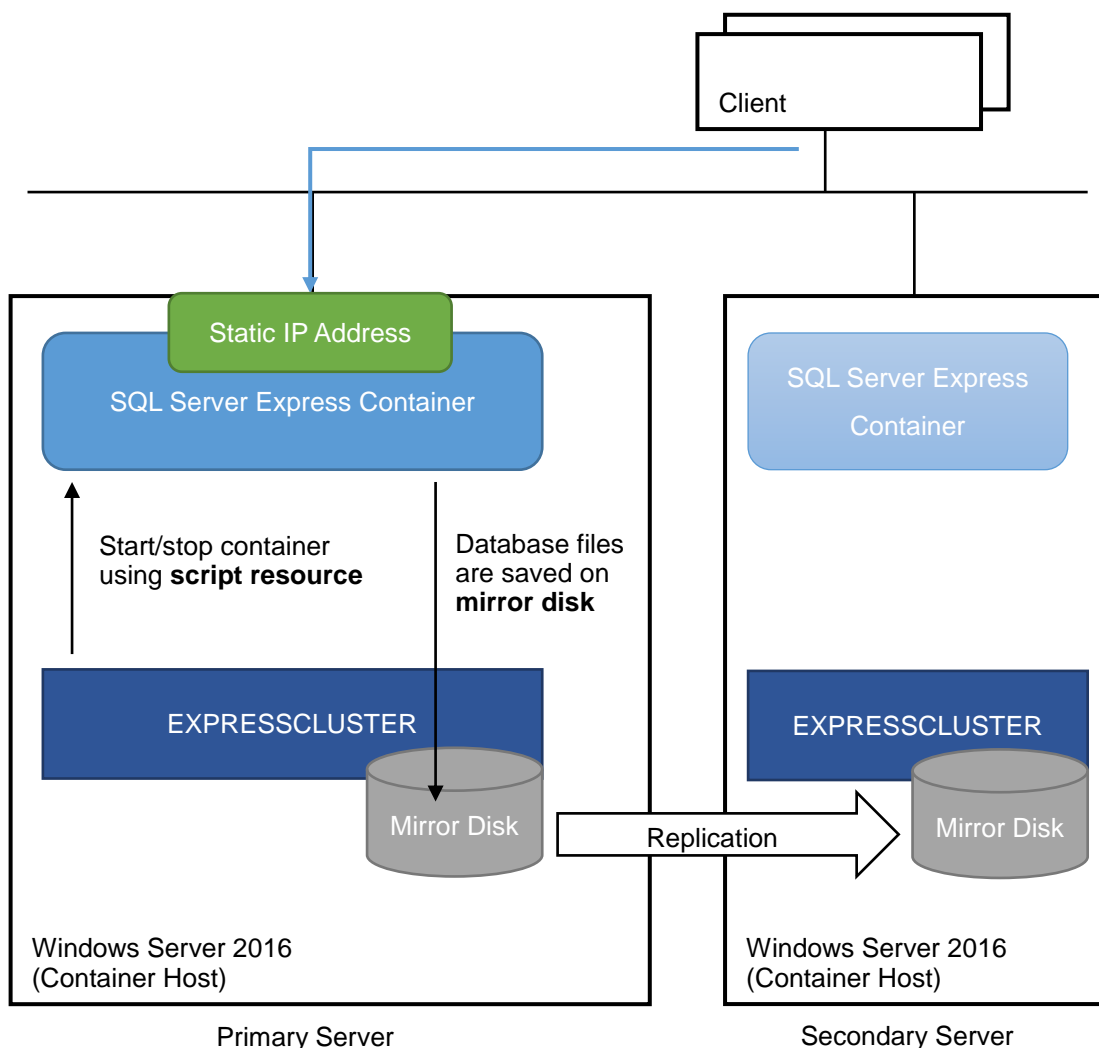 Client
Static IP Address
SQL Server Express Container
SQL Server Express
Container
Start/stop container
using script resource
Database files
are saved on
mirror disk
EXPRESSCLUSTER
EXPRESSCLUSTER
Mirror Disk
Replication
Mirror Disk
Windows Server 2016
(Container Host)
Windows Server 2016
(Container Host)
Primary Server
Secondary Server